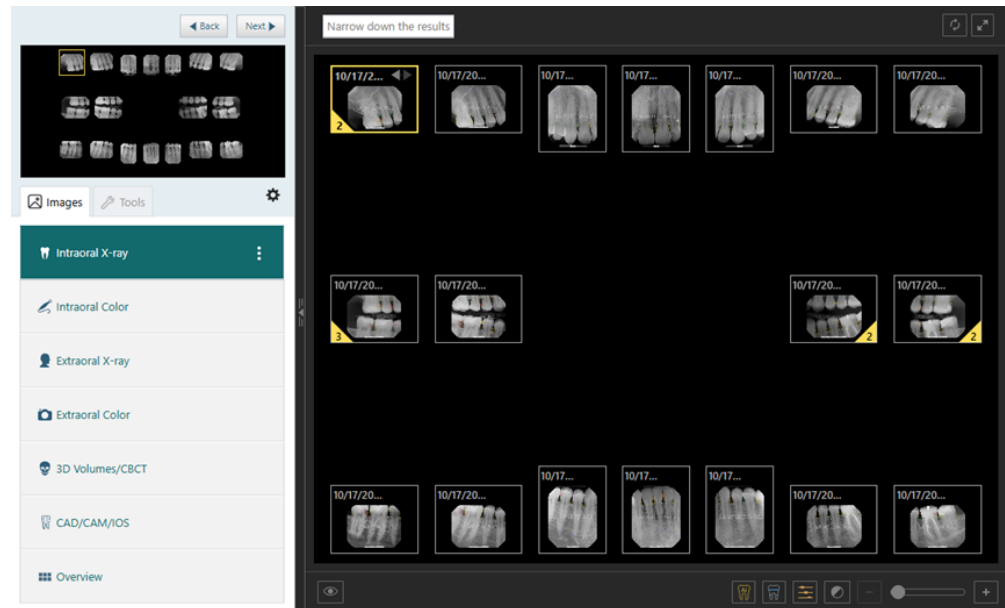 Back
Next
Narrow down the results
Images
Tools
Intraoral X-ray
Intraoral Color
Extraoral X-ray
Extraoral Color
3D Volumes/CBCT
CAD/CAM/IOS
Overview
10/17/2...
10/17/20...
10/17...
10/17...
10/17...
10/17/20...
10/17/20...
2
10/17/20...
10/17/20...
10/17/20...
10/17/20...
3
2
2
10/17...
10/17...
10/17...
10/17/20...
10/17/20...
10/17/20...
10/17/20...